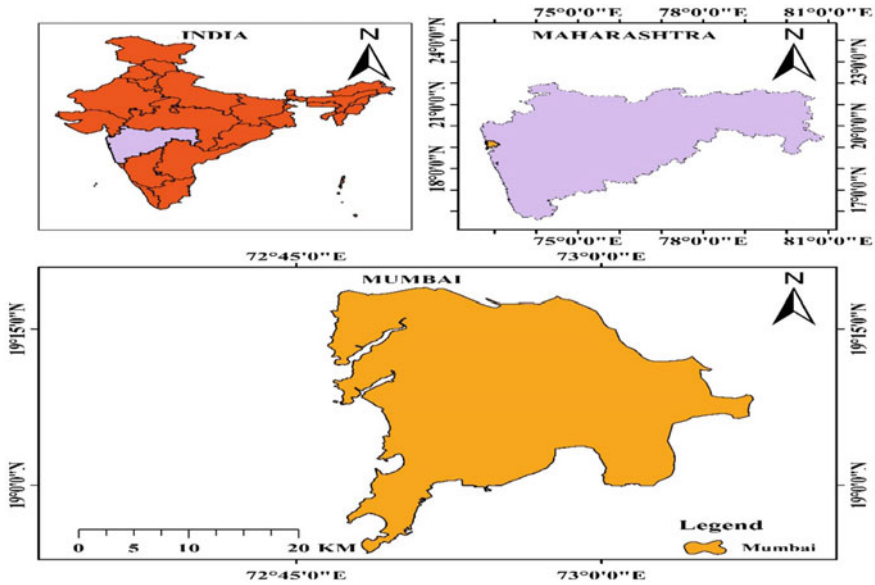 INDIA
N
75°0'0"E 78°0'0"E 81°0'0"E
MAHARASHTRA
N
24°0'0"N
21°0'0"N
18°0'0"N
23°0'0"N
20°0'0"N
17°0'0"N
75°0'0"E 78°0'0"E 81°0'0"E
72°45'0"E 73°0'0"E
MUMBAI
N
19°15'0"N
19°0'0"N
19°15'0"N
19°0'0"N
0 5 10 20 KM
Legend
Mumbai
72°45'0"E 73°0'0"E